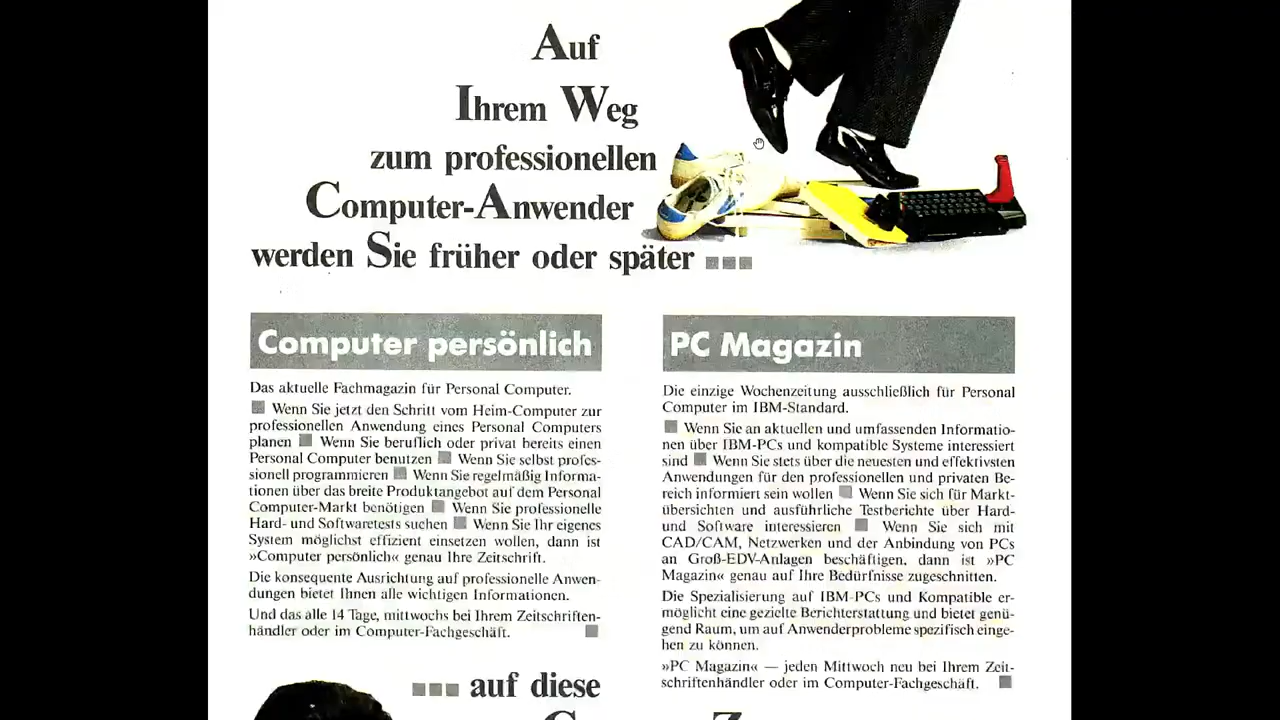 Auf
Ihrem Weg
zum professionellen
Computer-Anwender
werden Sie früher oder später ■■■
Computer persönlich
Das aktuelle Fachmagazin für Personal Computer.
■ Wenn Sie jetzt den Schritt vom Heim-Computer zur
professionellen Anwendung eines Personal Computers
planen ■ Wenn Sie beruflich oder privat bereits einen
Personal Computer benutzen ■ Wenn Sie selbst profes-
sionell programmieren ■ Wenn Sie regelmäßig Informa-
tionen über das breite Produktangebot auf dem Personal
Computer-Markt benötigen ■ Wenn Sie professionelle
Hard- und Softwaretests suchen ■ Wenn Sie Ihr eigenes
System möglichst effizient einsetzen wollen, dann ist
»Computer persönlich« genau Ihre Zeitschrift.
Die konsequente Ausrichtung auf professionelle Anwen-
dungen bietet Ihnen alle wichtigen Informationen.
Und das alle 14 Tage, mittwochs bei Ihrem Zeitschriften-
händler oder im Computer-Fachgeschäft. ■
PC Magazin
Die einzige Wochenzeitung ausschließlich für Personal
Computer im IBM-Standard.
■ Wenn Sie an aktuellen und umfassenden Informatio-
nen über IBM-PCs und kompatible Systeme interessiert
sind ■ Wenn Sie stets über die neuesten und effektivsten
Anwendungen für den professionellen und privaten Be-
reich informiert sein wollen ■ Wenn Sie sich für Markt-
übersichten und ausführliche Testberichte über Hard-
und Software interessieren ■ Wenn Sie sich mit
CAD/CAM, Netzwerken und der Anbindung von PCs
an Groß-EDV-Anlagen beschäftigen, dann ist »PC
Magazin« genau auf Ihre Bedürfnisse zugeschnitten.
Die Spezialisierung auf IBM-PCs und Kompatible er-
möglicht eine gezielte Berichterstattung und bietet genü-
gend Raum, um auf Anwenderprobleme spezifisch einge-
hen zu können.
»PC Magazin« — jeden Mittwoch neu bei Ihrem Zeit-
schriftenhändler oder im Computer-Fachgeschäft. ■
■■■ auf diese